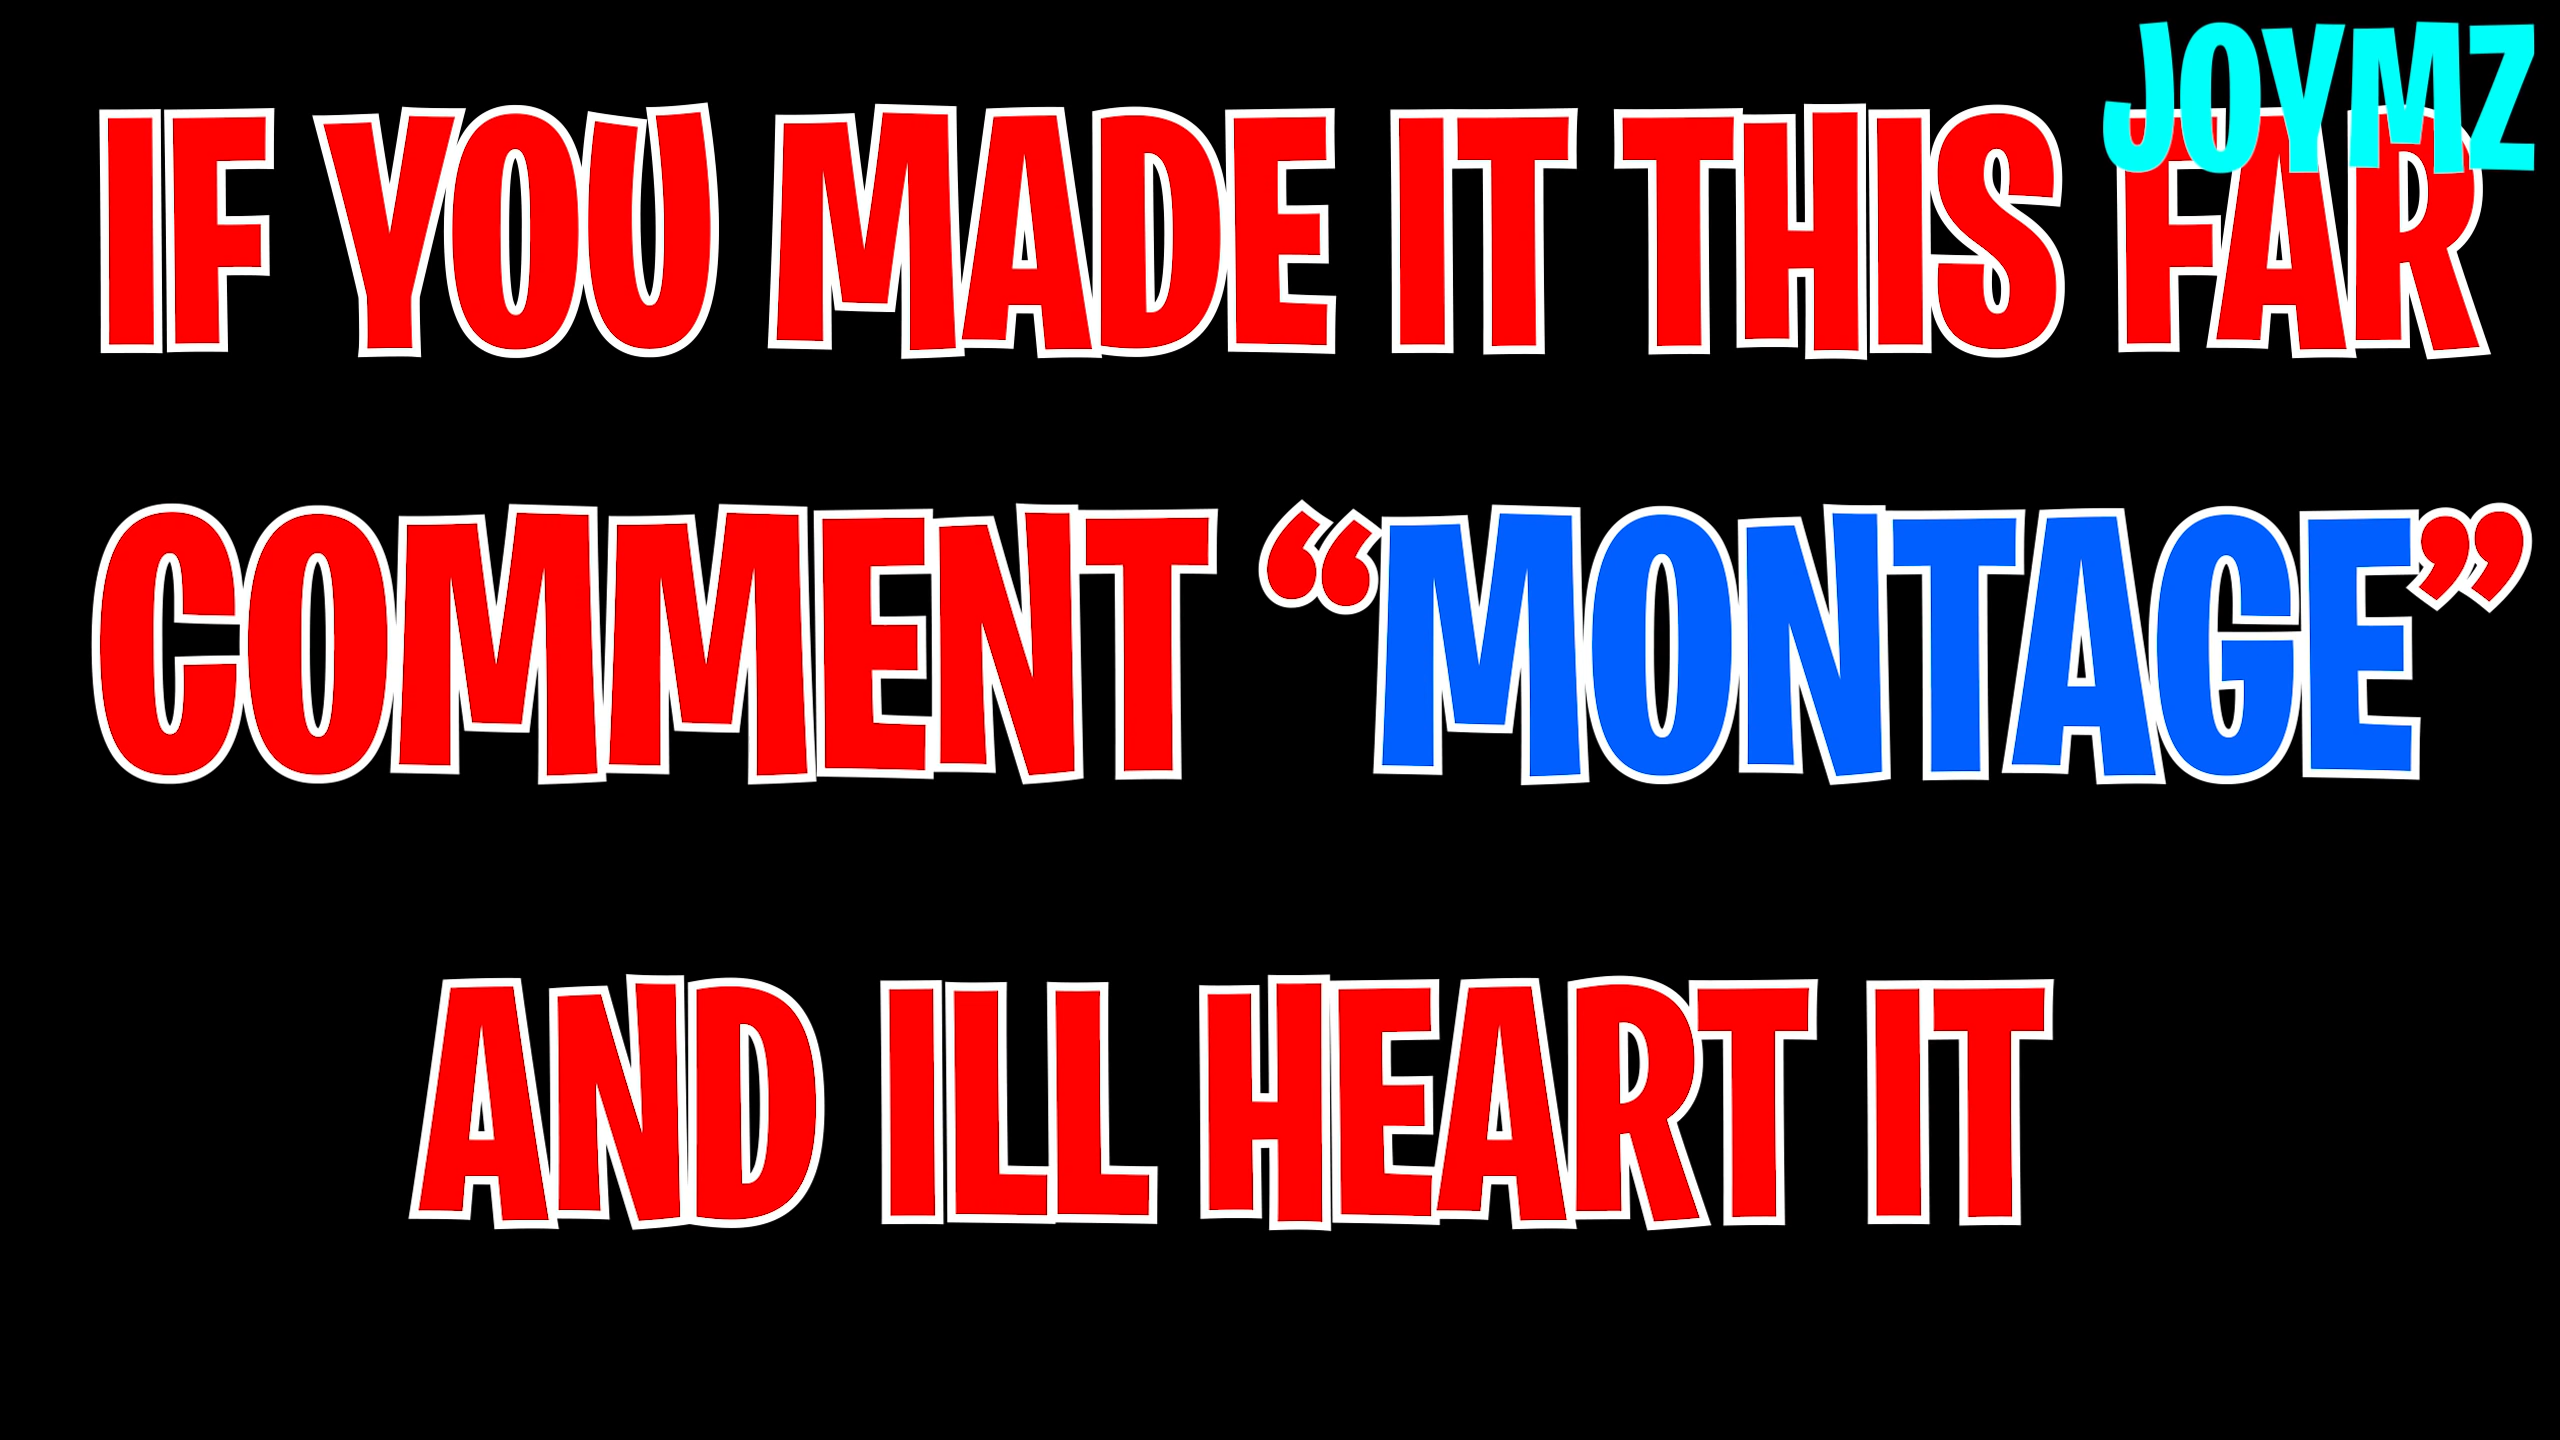 JOYMZ
IF YOU MADE IT THIS FAR
COMMENT “MONTAGE”
AND ILL HEART IT